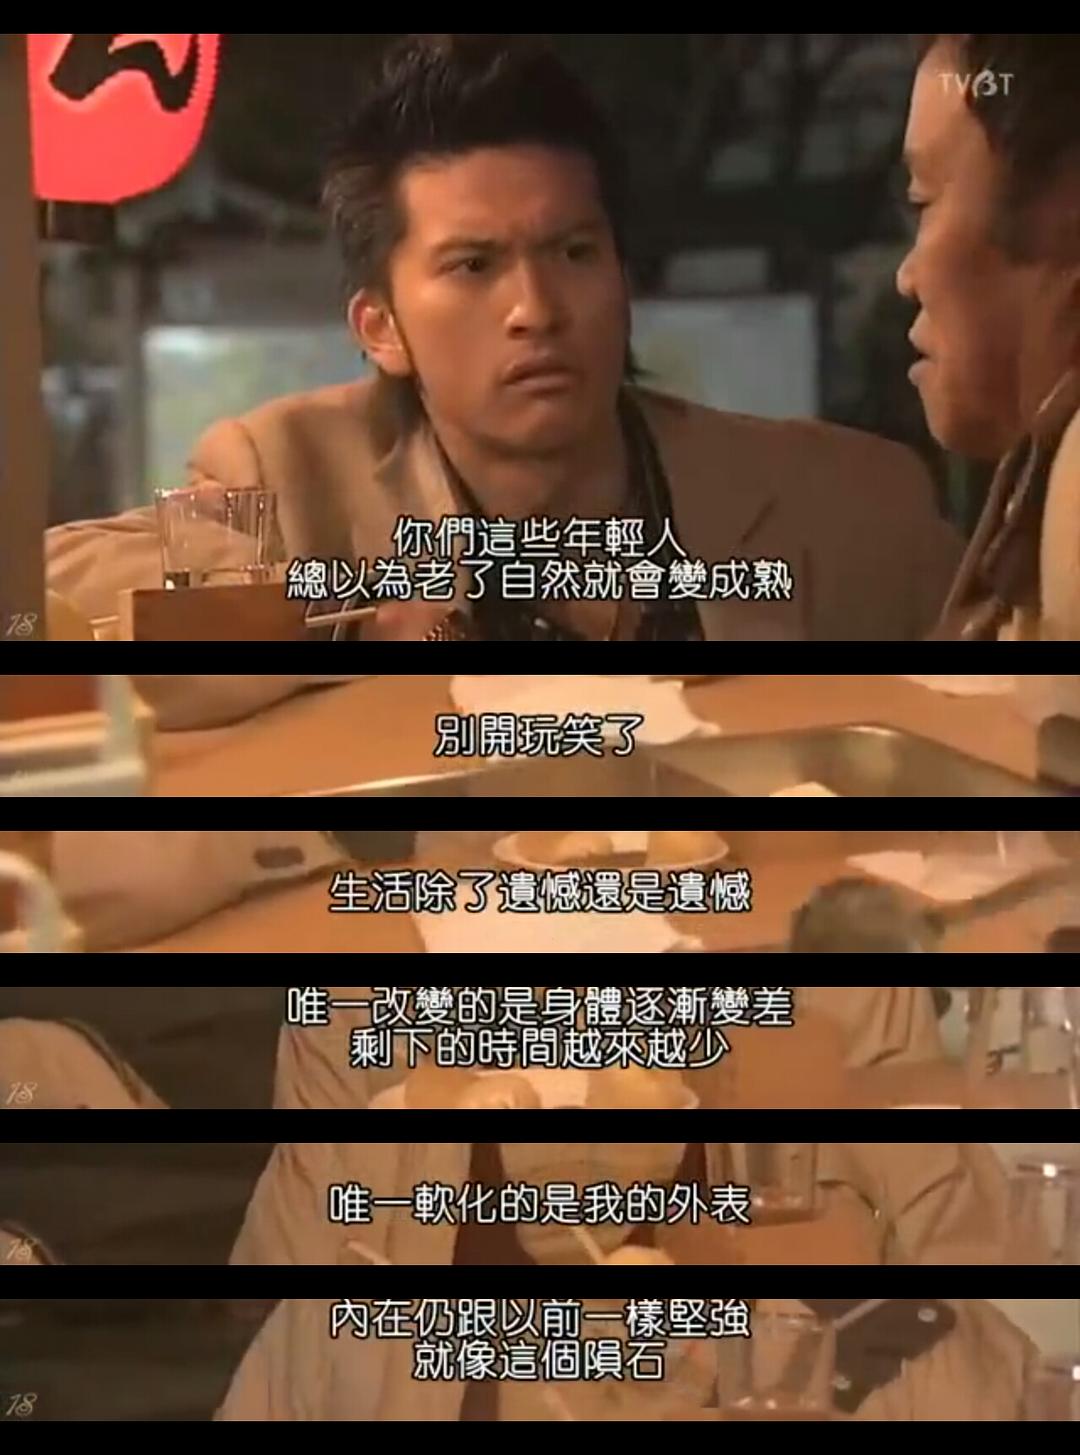 TVBT
你們這些年輕人
總以為老了自然就會變成熟
18
別開玩笑了
生活除了遺憾還是遺憾
唯一改變的是身體逐漸變差
剩下的時間越來越少
18
唯一軟化的是我的外表
18
內在仍跟以前一樣堅強
就像這個隕石
18